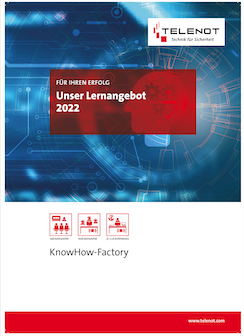 TELENOT
Technik für Sicherheit
FÜR IHREN ERFOLG
Unser Lernangebot
2022
KnowHow-Factory
www.telenot.com